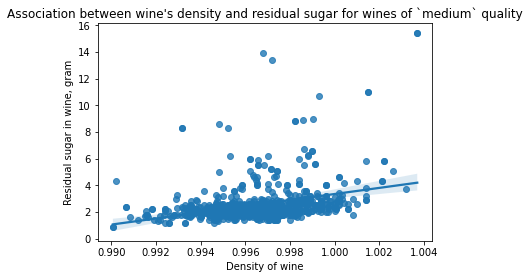 Association between wine's density and residual sugar for wines of `medium` quality
16
14
12
10
8
6
4
2
0
Residual sugar in wine, gram
0.990 0.992 0.994 0.996 0.998 1.000 1.002 1.004
Density of wine